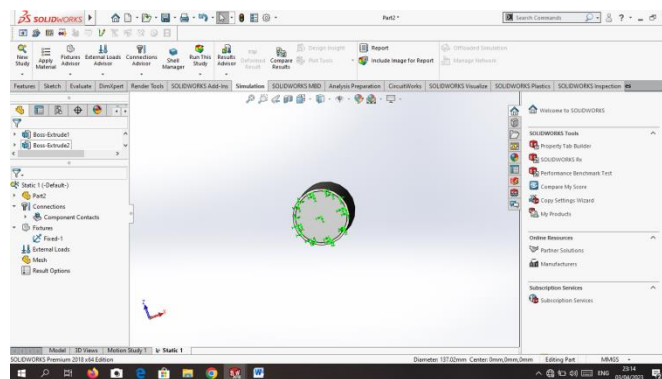 SOLIDWORKS
Part2 *
Search Commands
New Study
Apply Material
Fixtures Advisor
External Loads Advisor
Connections Advisor
Shell Manager
Run This Study
Results Advisor
Deformed Result
Compare Results
Design Insight
Plot Tools
Report
Include Image for Report
Offloaded Simulation
Manage Network
Features Sketch Evaluate DimXpert Render Tools SOLIDWORKS Add-Ins Simulation SOLIDWORKS MBD Analysis Preparation CircuitWorks SOLIDWORKS Visualize SOLIDWORKS Plastics SOLIDWORKS Inspection
Boss-Extrude1
Boss-Extrude2
Static 1 (-Default-)
Part2
Connections
Component Contacts
Fixtures
Fixed-1
External Loads
Mesh
Result Options
Welcome to SOLIDWORKS
SOLIDWORKS Tools
Property Tab Builder
SOLIDWORKS Rx
Performance Benchmark Test
Compare My Score
Copy Settings Wizard
My Products
Online Resources
Partner Solutions
Manufacturers
Subscription Services
Subscription Services
Model 3D Views Motion Study 1 Static 1
SOLIDWORKS Premium 2018 x64 Edition
Diameter: 137.02mm Center: 0mm,0mm,0mm Editing Part MMGS
ENG
23:14
03/04/2023